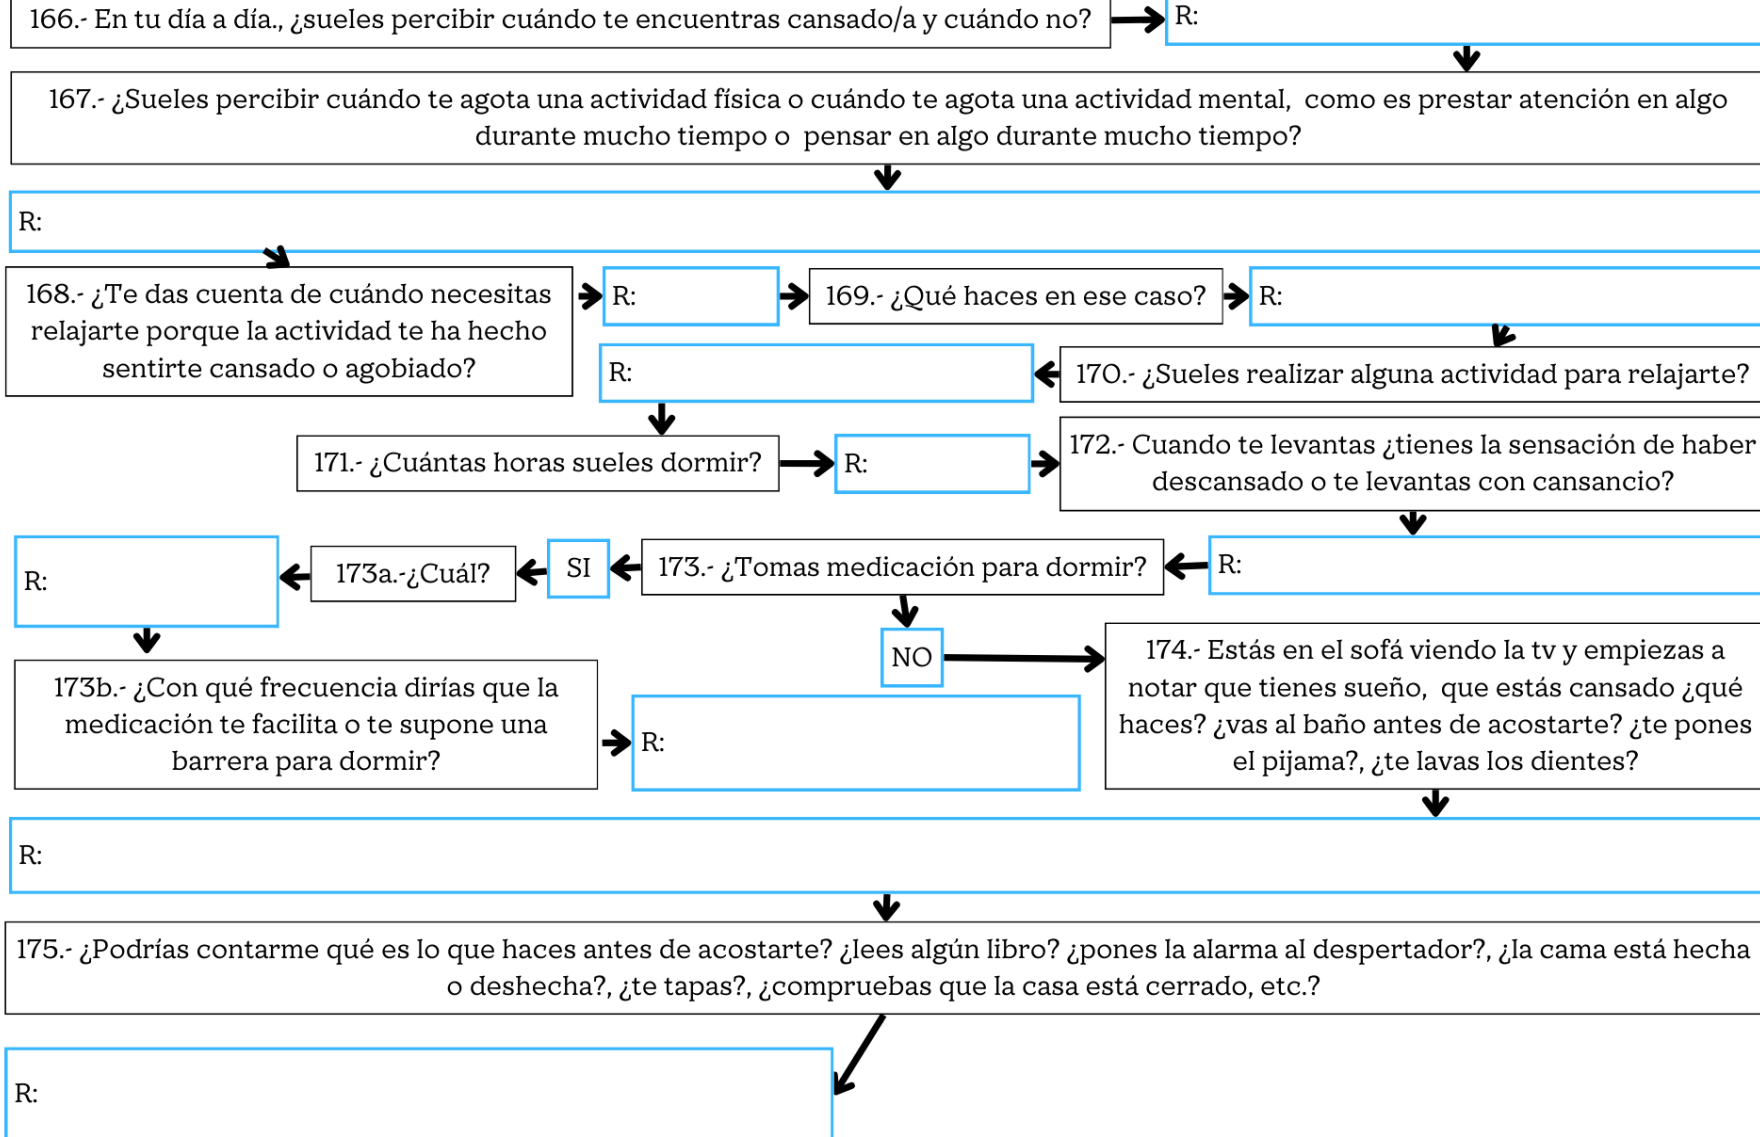 166.- En tu día a día., ¿sueles percibir cuándo te encuentras cansado/a y cuándo no?
R:
167.- ¿Sueles percibir cuándo te agota una actividad física o cuándo te agota una actividad mental,  como es prestar atención en algo
durante mucho tiempo o  pensar en algo durante mucho tiempo?
R:
168.- ¿Te das cuenta de cuándo necesitas
relajarte porque la actividad te ha hecho
sentirte cansado o agobiado?
R:
169.- ¿Qué haces en ese caso?
R:
170.- ¿Sueles realizar alguna actividad para relajarte?
R:
171.- ¿Cuántas horas sueles dormir?
R:
172.- Cuando te levantas ¿tienes la sensación de haber
descansado o te levantas con cansancio?
R:
173.- ¿Tomas medicación para dormir?
SI
173a.-¿Cuál?
R:
173b.- ¿Con qué frecuencia dirías que la
medicación te facilita o te supone una
barrera para dormir?
R:
NO
174.- Estás en el sofá viendo la tv y empiezas a
notar que tienes sueño,  que estás cansado ¿qué
haces? ¿vas al baño antes de acostarte? ¿te pones
el pijama?, ¿te lavas los dientes?
R:
175.- ¿Podrías contarme qué es lo que haces antes de acostarte? ¿lees algún libro? ¿pones la alarma al despertador?, ¿la cama está hecha
o deshecha?, ¿te tapas?, ¿compruebas que la casa está cerrado, etc.?
R: